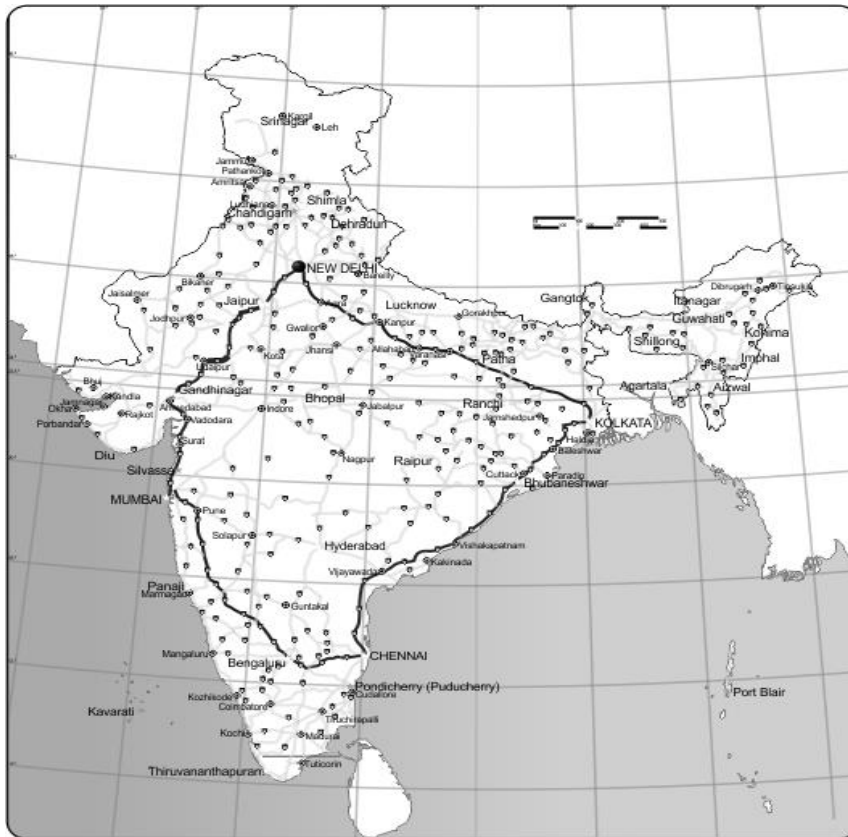 Kargil
Srinagar
Leh
Jammu
Pathankot
Amritsar
Ludhiana
Shimla
Chandigarh
Dehradun
NEW DELHI
Bareilly
Bikaner
Jaisalmer
Jaipur
Agra
Lucknow
Gangtok
Dibrugarh
Tinsukia
Itanagar
Jodhpur
Gwalior
Kanpur
Gorakhpur
Guwahati
Kohima
Shillong
Kota
Jhansi
Allahabad
Varanasi
Patna
Imphal
Udaipur
Silchar
Bhuj
Gandhinagar
Agartala
Aizwal
Kandla
Jamnagar
Okha
Ahmedabad
Bhopal
Jabalpur
Ranchi
Rajkot
Indore
Jamshedpur
Porbandar
Vadodara
KOLKATA
Surat
Haldia
Diu
Nagpur
Raipur
Baleshwar
Silvassa
Cuttack
Paradip
Bhubaneshwar
MUMBAI
Pune
Solapur
Hyderabad
Vishakapatnam
Vijayawada
Kakinada
Panaji
Marmagao
Guntakal
Mangaluru
Bengaluru
CHENNAI
Pondicherry (Puducherry)
Cuddalore
Port Blair
Kozhikode
Coimbatore
Kavarati
Tiruchirapalli
Kochi
Madurai
Thiruvananthapuram
Tuticorin